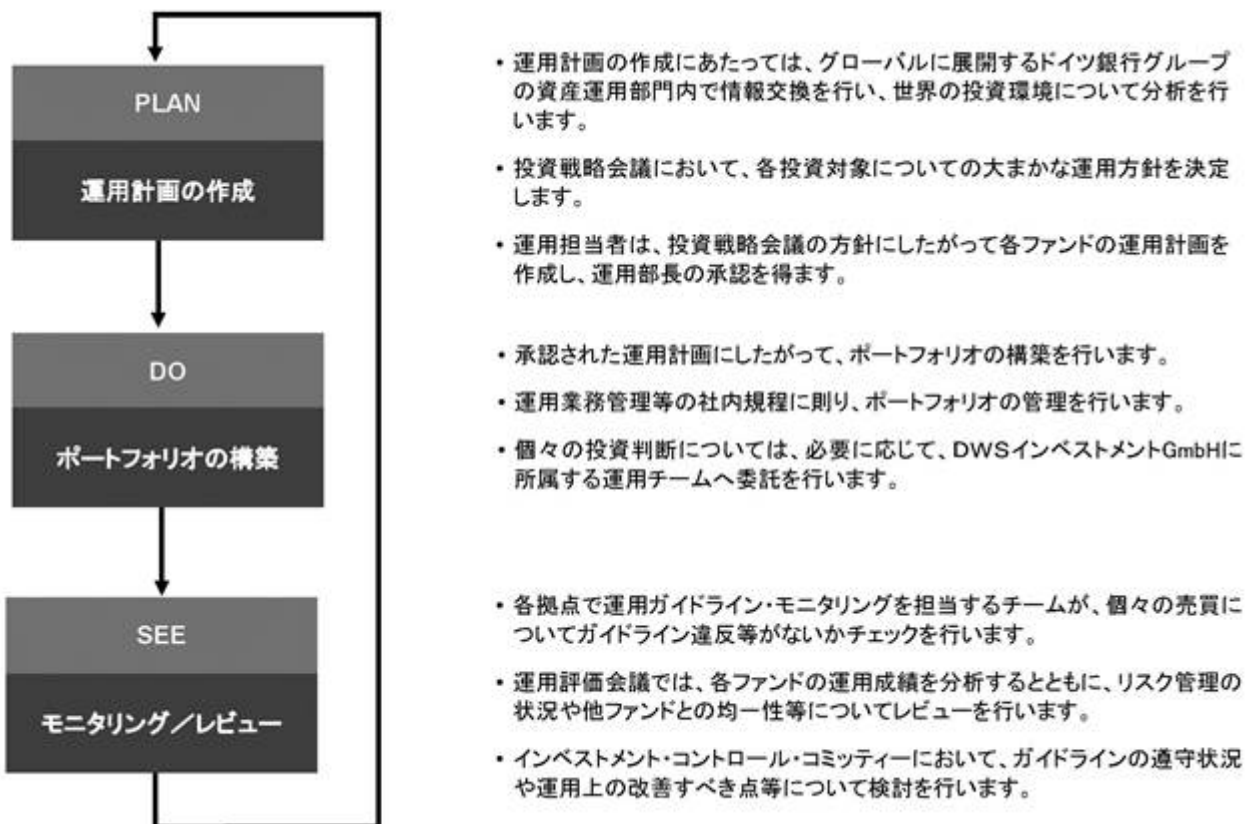 PLAN
運用計画の作成
・運用計画の作成にあたっては、グローバルに展開するドイツ銀行グループ
の資産運用部門内で情報交換を行い、世界の投資環境について分析を行
います。
・投資戦略会議において、各投資対象についての大まかな運用方針を決定
します。
・運用担当者は、投資戦略会議の方針にしたがって各ファンドの運用計画を
作成し、運用部長の承認を得ます。
DO
ポートフォリオの構築
・承認された運用計画にしたがって、ポートフォリオの構築を行います。
・運用業務管理等の社内規程に則り、ポートフォリオの管理を行います。
・個々の投資判断については、必要に応じて、DWSインベストメントGmbHに
所属する運用チームへ委託を行います。
SEE
モニタリング／レビュー
・各拠点で運用ガイドライン・モニタリングを担当するチームが、個々の売買に
ついてガイドライン違反等がないかチェックを行います。
・運用評価会議では、各ファンドの運用成績を分析するとともに、リスク管理の
状況や他ファンドとの均一性等についてレビューを行います。
・インベストメント・コントロール・コミッティーにおいて、ガイドラインの遵守状況
や運用上の改善すべき点等について検討を行います。